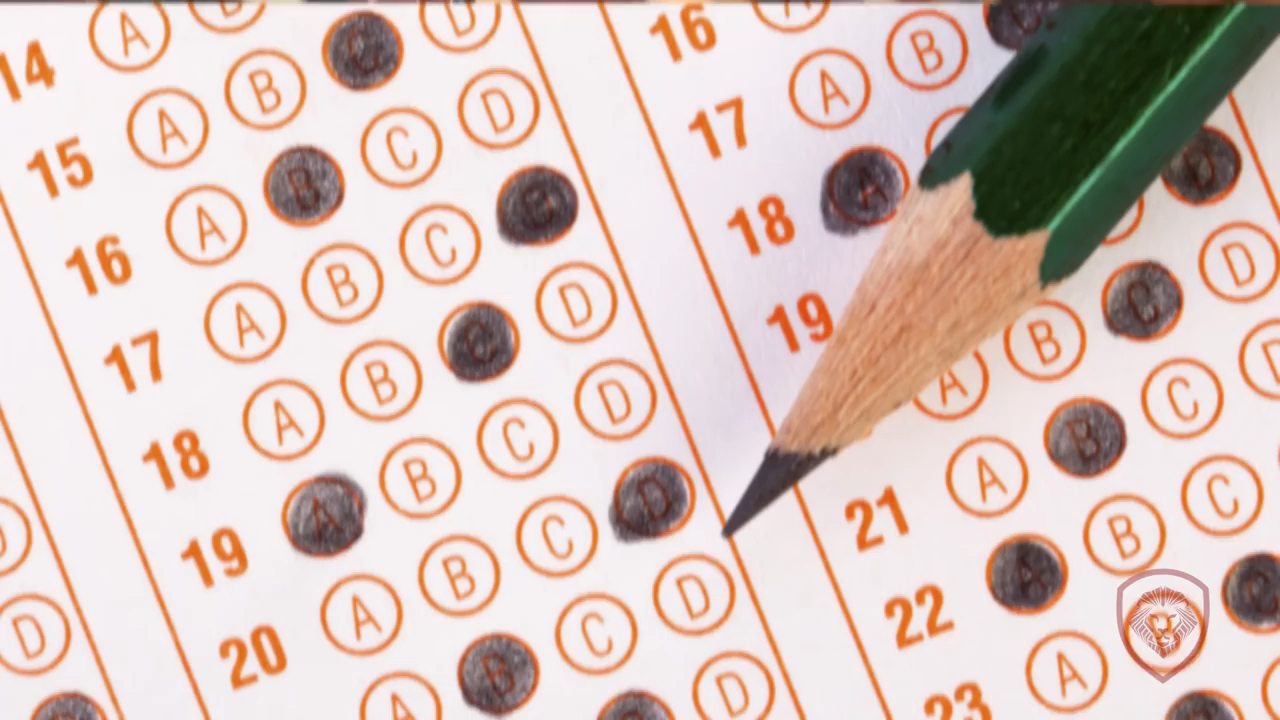 14 A
15 A B C D
16 A B C D
17 A B C D
18 A B C D
19 A B C D
20 A B C D
A B C D
D
D
D
16 A
17 A B
18 A
19 D
A B C D
21 A B C
22 A B C
23 A